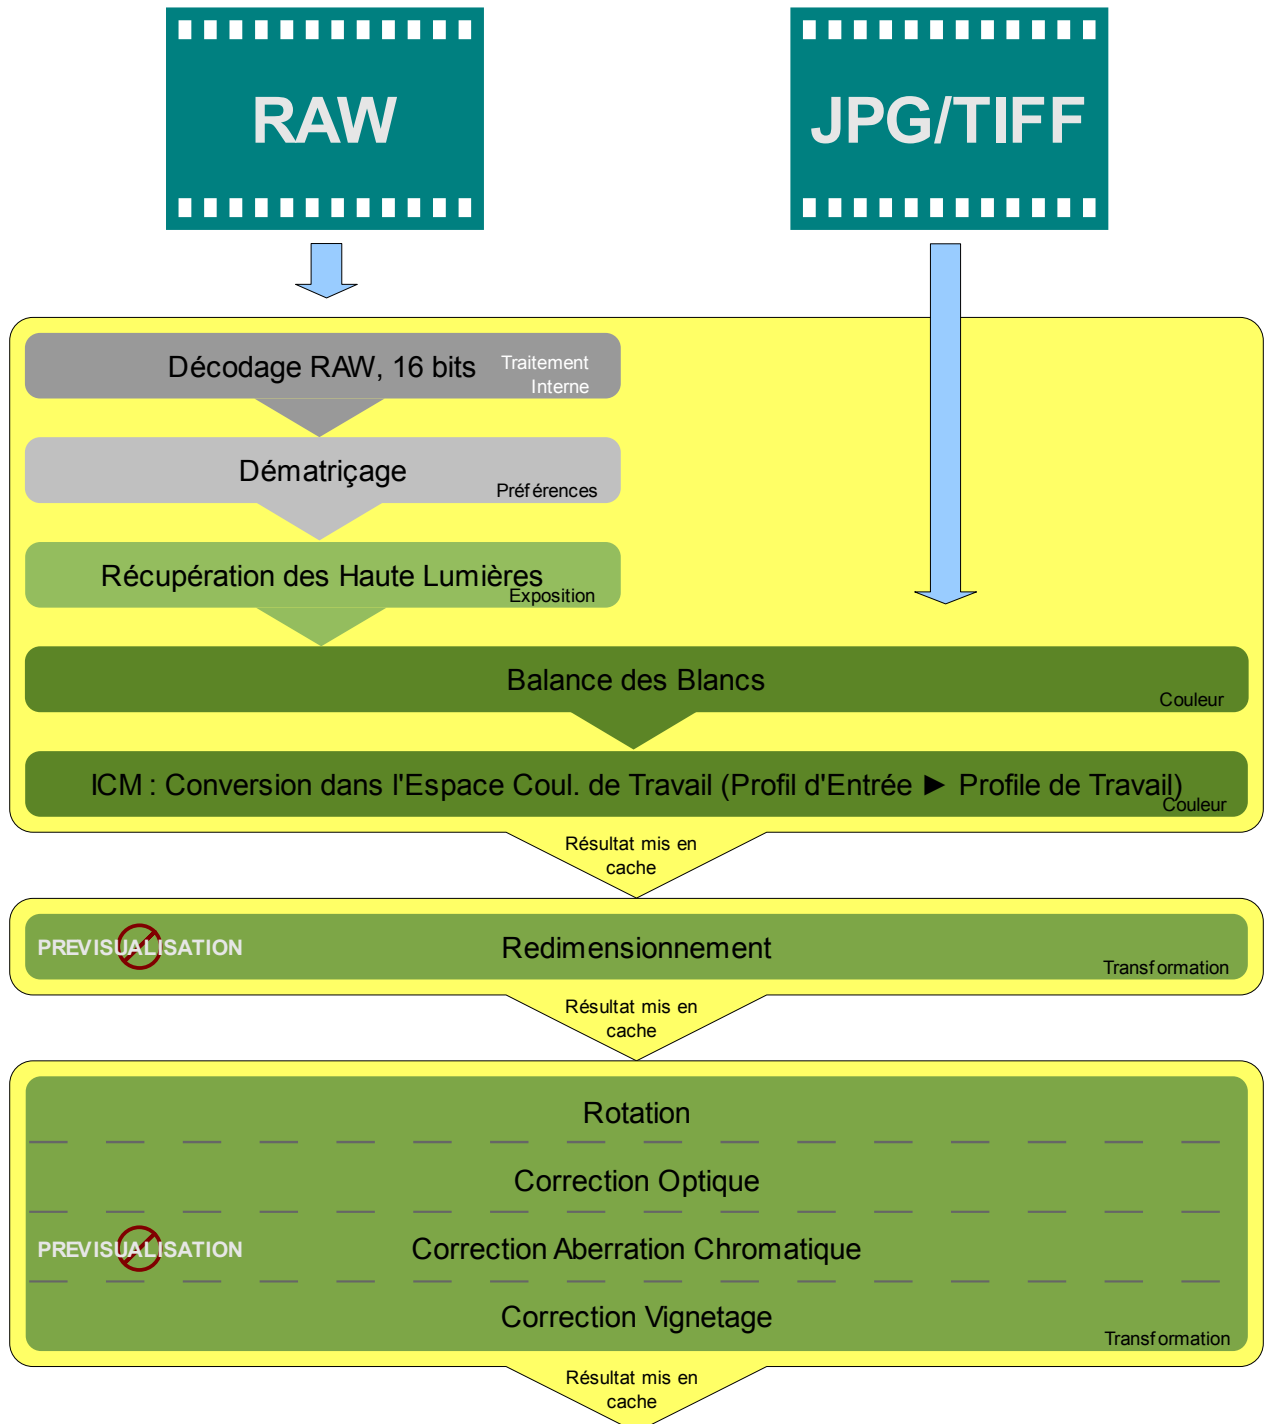 RAW
JPG/TIFF
Décodage RAW, 16 bits
Traitement
Interne
Dématriçage
Préférences
Récupération des Haute Lumières
Exposition
Balance des Blancs
Couleur
ICM : Conversion dans l'Espace Coul. de Travail (Profil d'Entrée ► Profile de Travail)
Couleur
Résultat mis en
cache
PREVISUALISATION
Redimensionnement
Transformation
Résultat mis en
cache
Rotation
Correction Optique
PREVISUALISATION
Correction Aberration Chromatique
Correction Vignetage
Transformation
Résultat mis en
cache